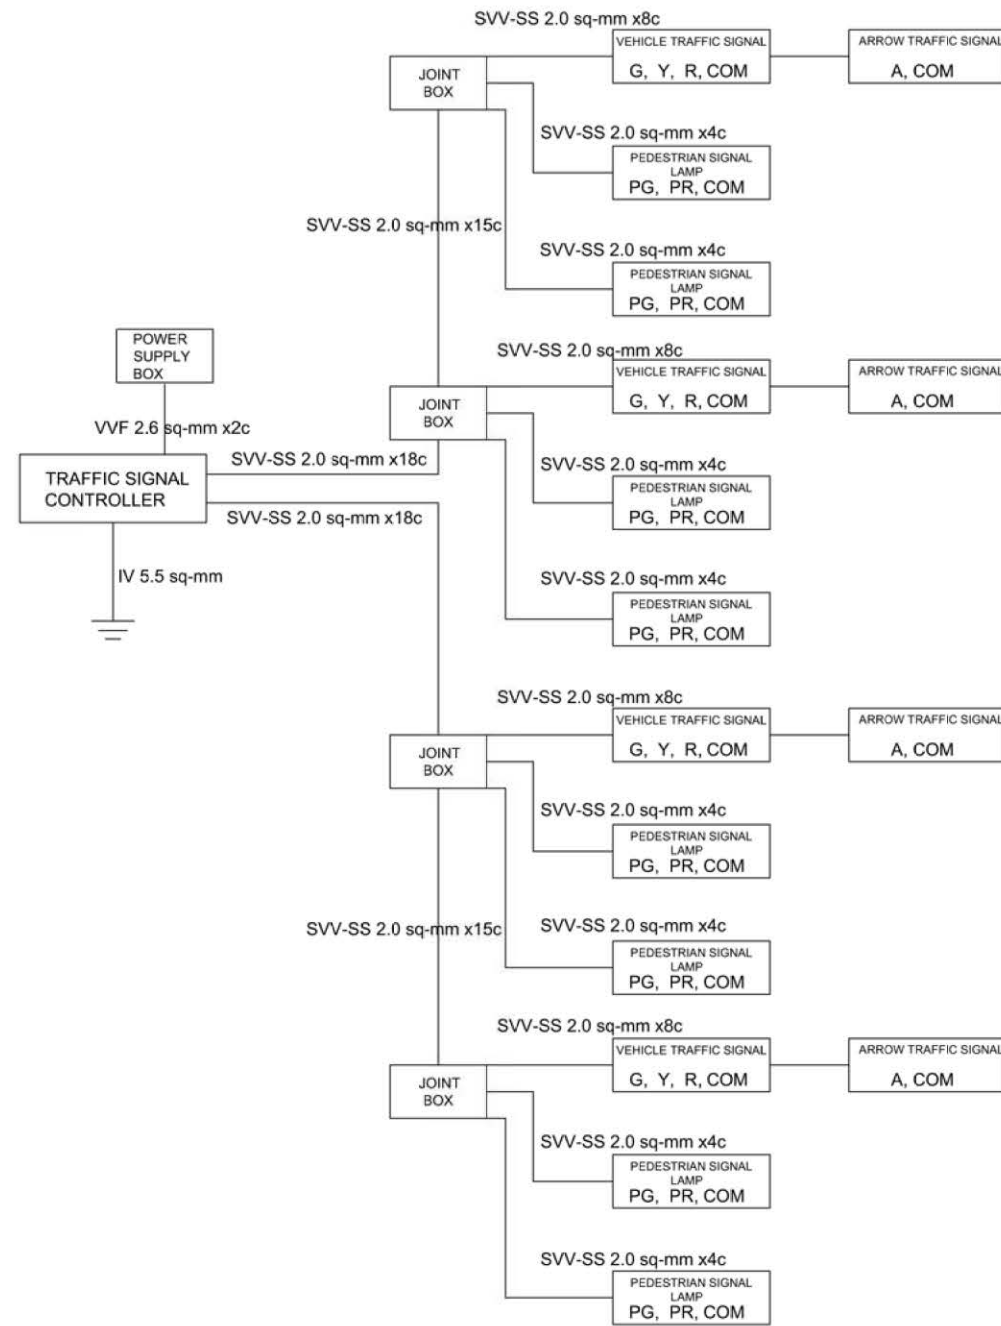 SVV-SS 2.0 sq-mm x8c
VEHICLE TRAFFIC SIGNAL
G, Y, R, COM
ARROW TRAFFIC SIGNAL
A, COM
JOINT
BOX
SVV-SS 2.0 sq-mm x4c
PEDESTRIAN SIGNAL
LAMP
PG, PR, COM
SVV-SS 2.0 sq-mm x15c
SVV-SS 2.0 sq-mm x4c
PEDESTRIAN SIGNAL
LAMP
PG, PR, COM
POWER
SUPPLY
BOX
SVV-SS 2.0 sq-mm x8c
VEHICLE TRAFFIC SIGNAL
G, Y, R, COM
ARROW TRAFFIC SIGNAL
A, COM
JOINT
BOX
VVF 2.6 sq-mm x2c
SVV-SS 2.0 sq-mm x18c
SVV-SS 2.0 sq-mm x4c
PEDESTRIAN SIGNAL
LAMP
PG, PR, COM
TRAFFIC SIGNAL
CONTROLLER
SVV-SS 2.0 sq-mm x18c
IV 5.5 sq-mm
SVV-SS 2.0 sq-mm x4c
PEDESTRIAN SIGNAL
LAMP
PG, PR, COM
SVV-SS 2.0 sq-mm x8c
VEHICLE TRAFFIC SIGNAL
G, Y, R, COM
ARROW TRAFFIC SIGNAL
A, COM
JOINT
BOX
SVV-SS 2.0 sq-mm x4c
PEDESTRIAN SIGNAL
LAMP
PG, PR, COM
SVV-SS 2.0 sq-mm x15c
SVV-SS 2.0 sq-mm x4c
PEDESTRIAN SIGNAL
LAMP
PG, PR, COM
SVV-SS 2.0 sq-mm x8c
VEHICLE TRAFFIC SIGNAL
G, Y, R, COM
ARROW TRAFFIC SIGNAL
A, COM
JOINT
BOX
SVV-SS 2.0 sq-mm x4c
PEDESTRIAN SIGNAL
LAMP
PG, PR, COM
SVV-SS 2.0 sq-mm x4c
PEDESTRIAN SIGNAL
LAMP
PG, PR, COM